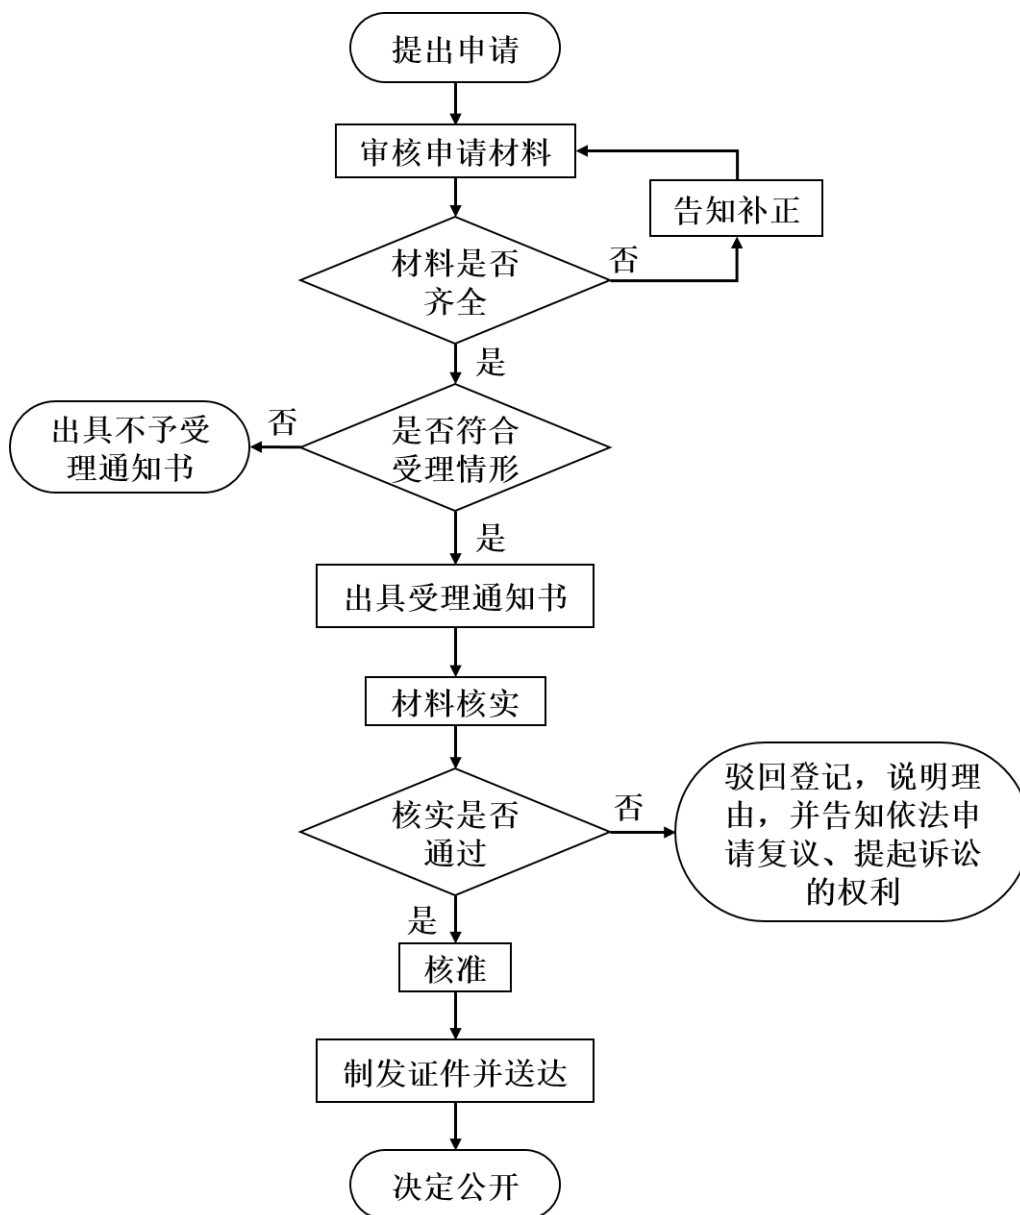 提出申请
审核申请材料
告知补正
材料是否
齐全
否
是
是否符合
受理情形
否
出具不予受
理通知书
是
出具受理通知书
材料核实
核实是否
通过
否
驳回登记，说明理
由，并告知依法申
请复议、提起诉讼
的权利
是
核准
制发证件并送达
决定公开